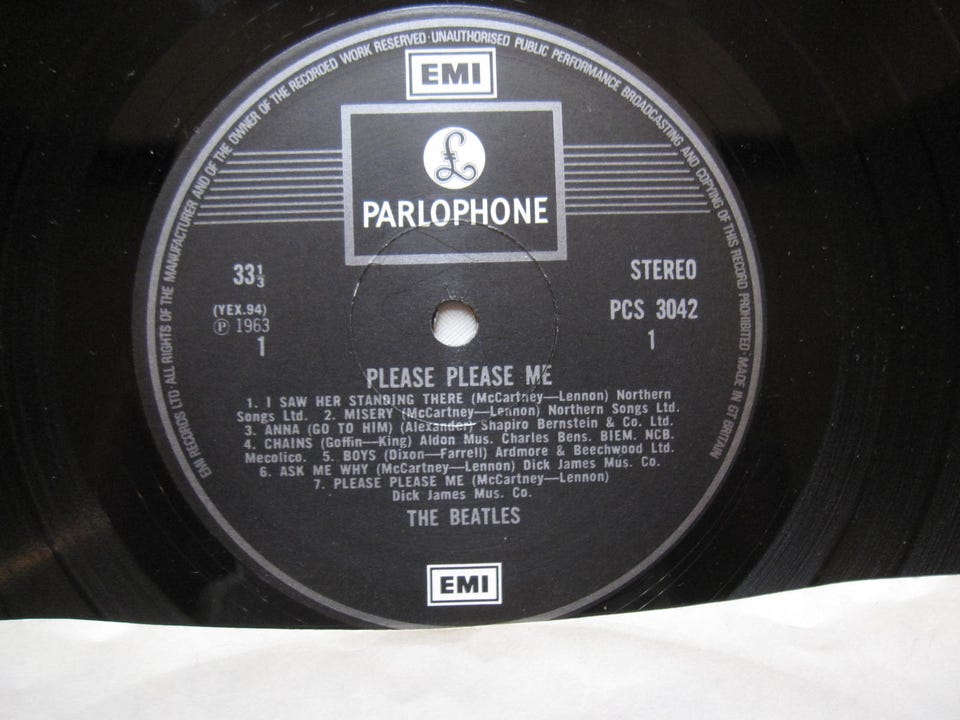 EMI RECORDS LTD · ALL RIGHTS OF THE MANUFACTURER AND OF THE OWNER OF THE RECORDED WORK RESERVED · UNAUTHORISED PUBLIC PERFORMANCE BROADCASTING AND COPYING OF THIS RECORD PROHIBITED · MADE IN GT BRITAIN
EMI
£
PARLOPHONE
33⅓
STEREO
(YEX.94)
PCS 3042
℗ 1963
1
1
PLEASE PLEASE ME
1. I SAW HER STANDING THERE (McCartney—Lennon) Northern
Songs Ltd. 2. MISERY (McCartney—Lennon) Northern Songs Ltd.
3. ANNA (GO TO HIM) (Alexander) Shapiro Bernstein & Co. Ltd.
4. CHAINS (Goffin—King) Aldon Mus. Charles Bens. BIEM. NCB.
Mecolico. 5. BOYS (Dixon—Farrell) Ardmore & Beechwood Ltd.
6. ASK ME WHY (McCartney—Lennon) Dick James Mus. Co.
7. PLEASE PLEASE ME (McCartney—Lennon)
Dick James Mus. Co.
THE BEATLES
EMI